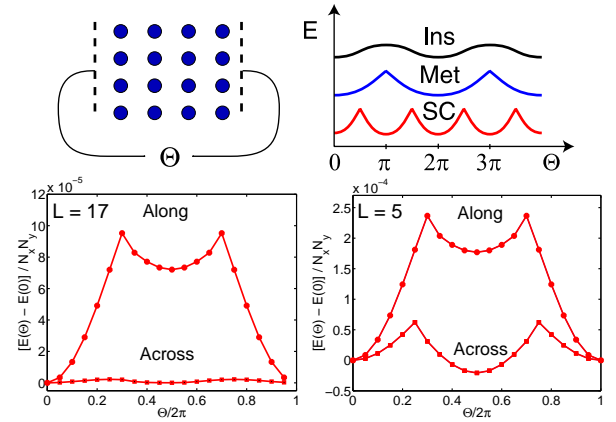 Θ
E
Ins
Met
SC
0 π 2π 3π Θ
x 10^-5
L = 17
Along
Across
[E(Θ) − E(0)] / N_x N_y
0
2
4
6
8
10
12
0 0.2 0.4 0.6 0.8 1
Θ/2π
x 10^-4
L = 5
Along
Across
[E(Θ) − E(0)] / N_x N_y
−0.5
0
0.5
1
1.5
2
2.5
0 0.2 0.4 0.6 0.8 1
Θ/2π